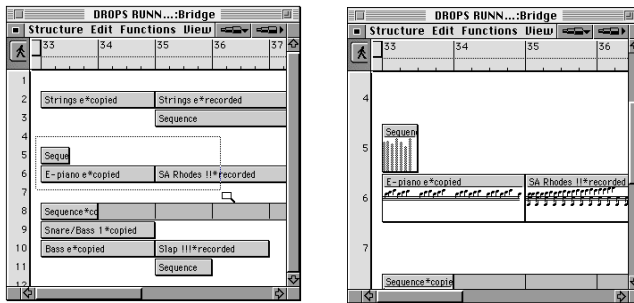 DROPS RUNN...:Bridge
Structure Edit Functions View
33 34 35 36 37
1
2 Strings e*copied Strings e*recorded
3 Sequence
4
5 Seque
6 E-piano e*copied SA Rhodes !!*recorded
7
8 Sequence*co
9 Snare/Bass 1*copied
10 Bass e*copied Slap !!!*recorded
11 Sequence
12
DROPS RUNN...:Bridge
Structure Edit Functions View
33 34 35 36
4
5 Sequen
6 E-piano e*copied SA Rhodes !!*recorded
7
Sequence*copie